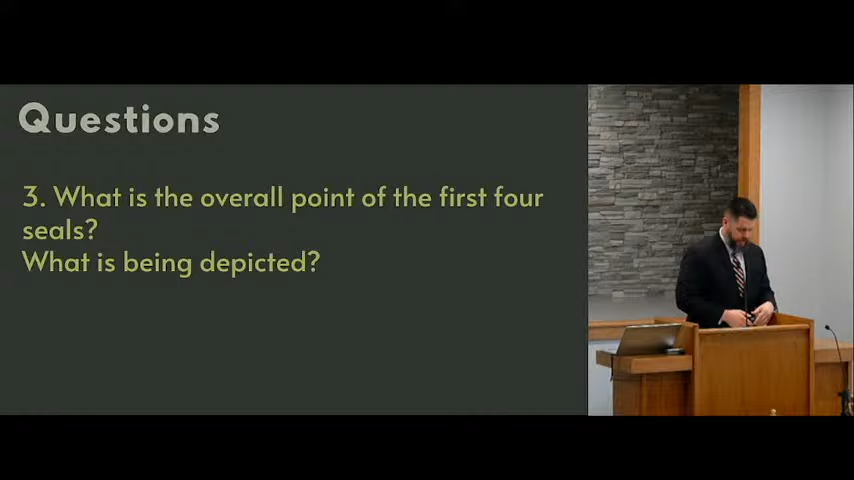 Questions
3. What is the overall point of the first four
seals?
What is being depicted?